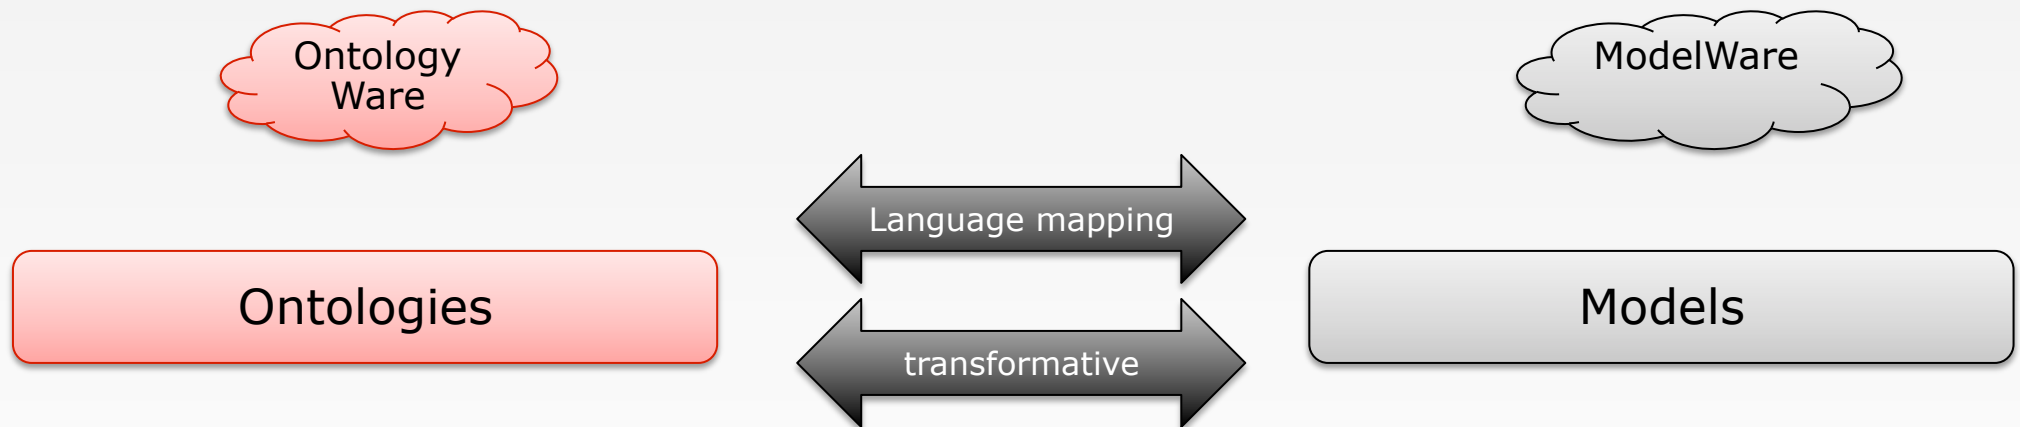 Ontology
Ware
ModelWare
Language mapping
Ontologies
Models
transformative